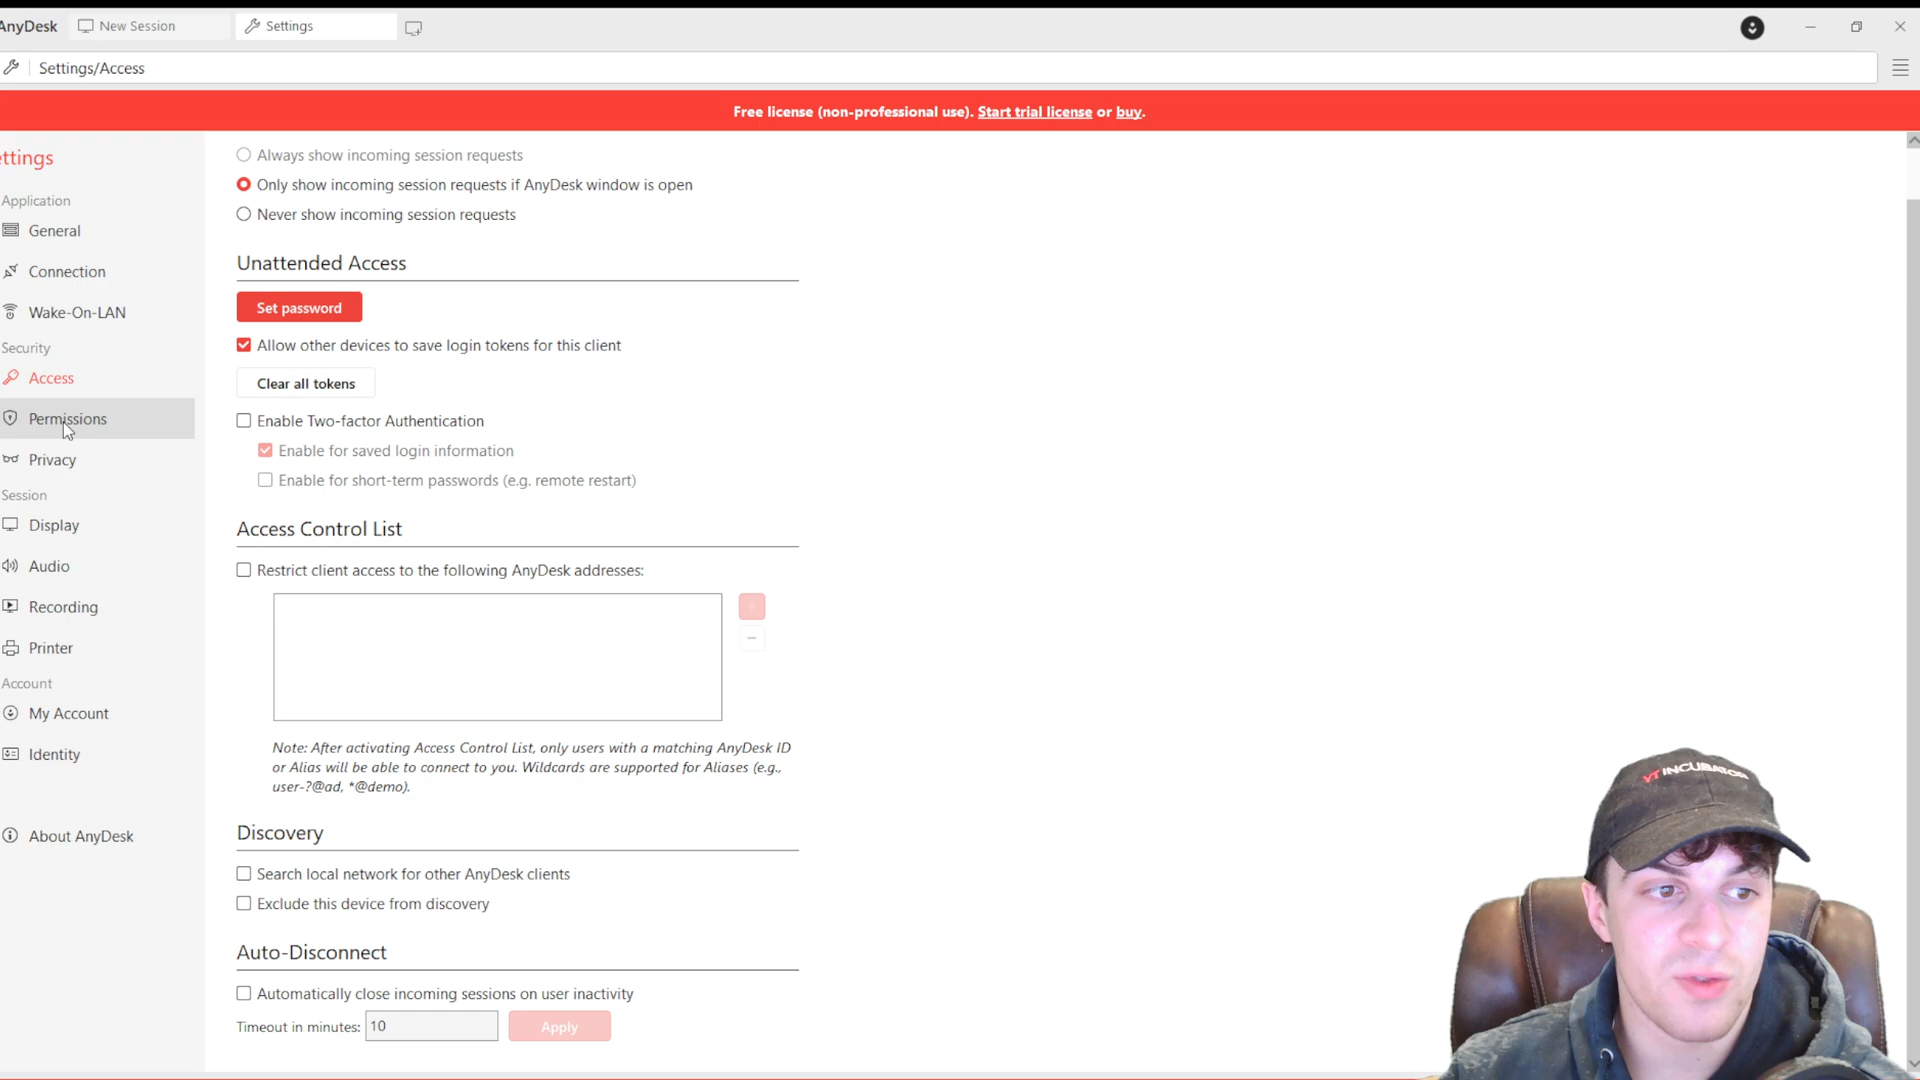 AnyDesk
New Session
Settings
Settings/Access
Free license (non-professional use). Start trial license or buy.
ettings
Application
General
Connection
Wake-On-LAN
Security
Access
Permissions
Privacy
Session
Display
Audio
Recording
Printer
Account
My Account
Identity
About AnyDesk
Always show incoming session requests
Only show incoming session requests if AnyDesk window is open
Never show incoming session requests
Unattended Access
Set password
Allow other devices to save login tokens for this client
Clear all tokens
Enable Two-factor Authentication
Enable for saved login information
Enable for short-term passwords (e.g. remote restart)
Access Control List
Restrict client access to the following AnyDesk addresses:
Note: After activating Access Control List, only users with a matching AnyDesk ID
or Alias will be able to connect to you. Wildcards are supported for Aliases (e.g.,
user-?@ad, *@demo).
Discovery
Search local network for other AnyDesk clients
Exclude this device from discovery
Auto-Disconnect
Automatically close incoming sessions on user inactivity
Timeout in minutes: 10 Apply
VT INCUBATOR